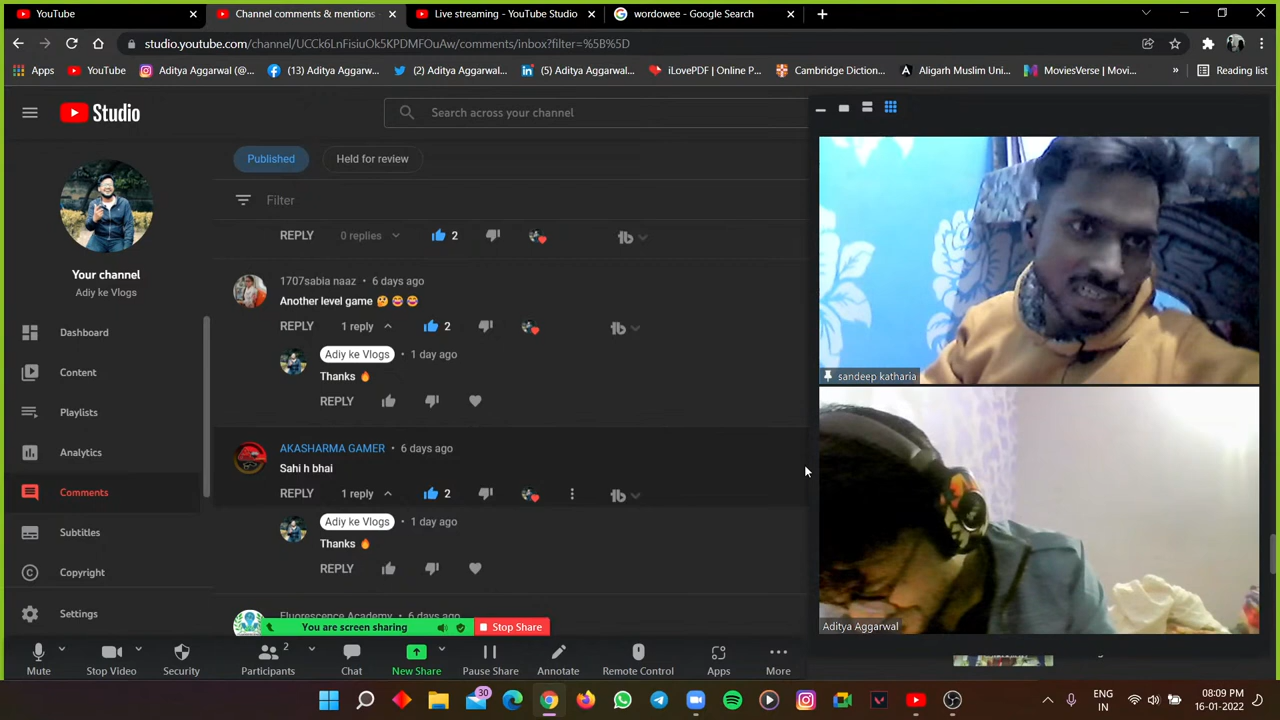 YouTube
Channel comments & mentions
Live streaming - YouTube Studio
wordowee - Google Search
studio.youtube.com/channel/UCCk6LnFisiuOk5KPDMFOuAw/comments/inbox?filter=%5B%5D
Apps
YouTube
Aditya Aggarwal (@...
(13) Aditya Aggarw...
(2) Aditya Aggarwal...
(5) Aditya Aggarwal...
iLovePDF | Online P...
Cambridge Diction...
Aligarh Muslim Uni...
MoviesVerse | Movi...
»
Reading list
Studio
Search across your channel
Published
Held for review
Filter
Your channel
Adiy ke Vlogs
Dashboard
Content
Playlists
Analytics
Comments
Subtitles
Copyright
Settings
REPLY 0 replies 2
1707sabia naaz • 6 days ago
Another level game 🤔 😂 😂
REPLY 1 reply 2
Adiy ke Vlogs • 1 day ago
Thanks 🔥
REPLY
AKASHARMA GAMER • 6 days ago
Sahi h bhai
REPLY 1 reply 2
Adiy ke Vlogs • 1 day ago
Thanks 🔥
REPLY
Fluorescence Academy • 6 days ago
sandeep katharia
Aditya Aggarwal
You are screen sharing
Stop Share
Mute
Stop Video
Security
Participants 2
Chat
New Share
Pause Share
Annotate
Remote Control
Apps
More
30
ENG
IN
08:09 PM
16-01-2022